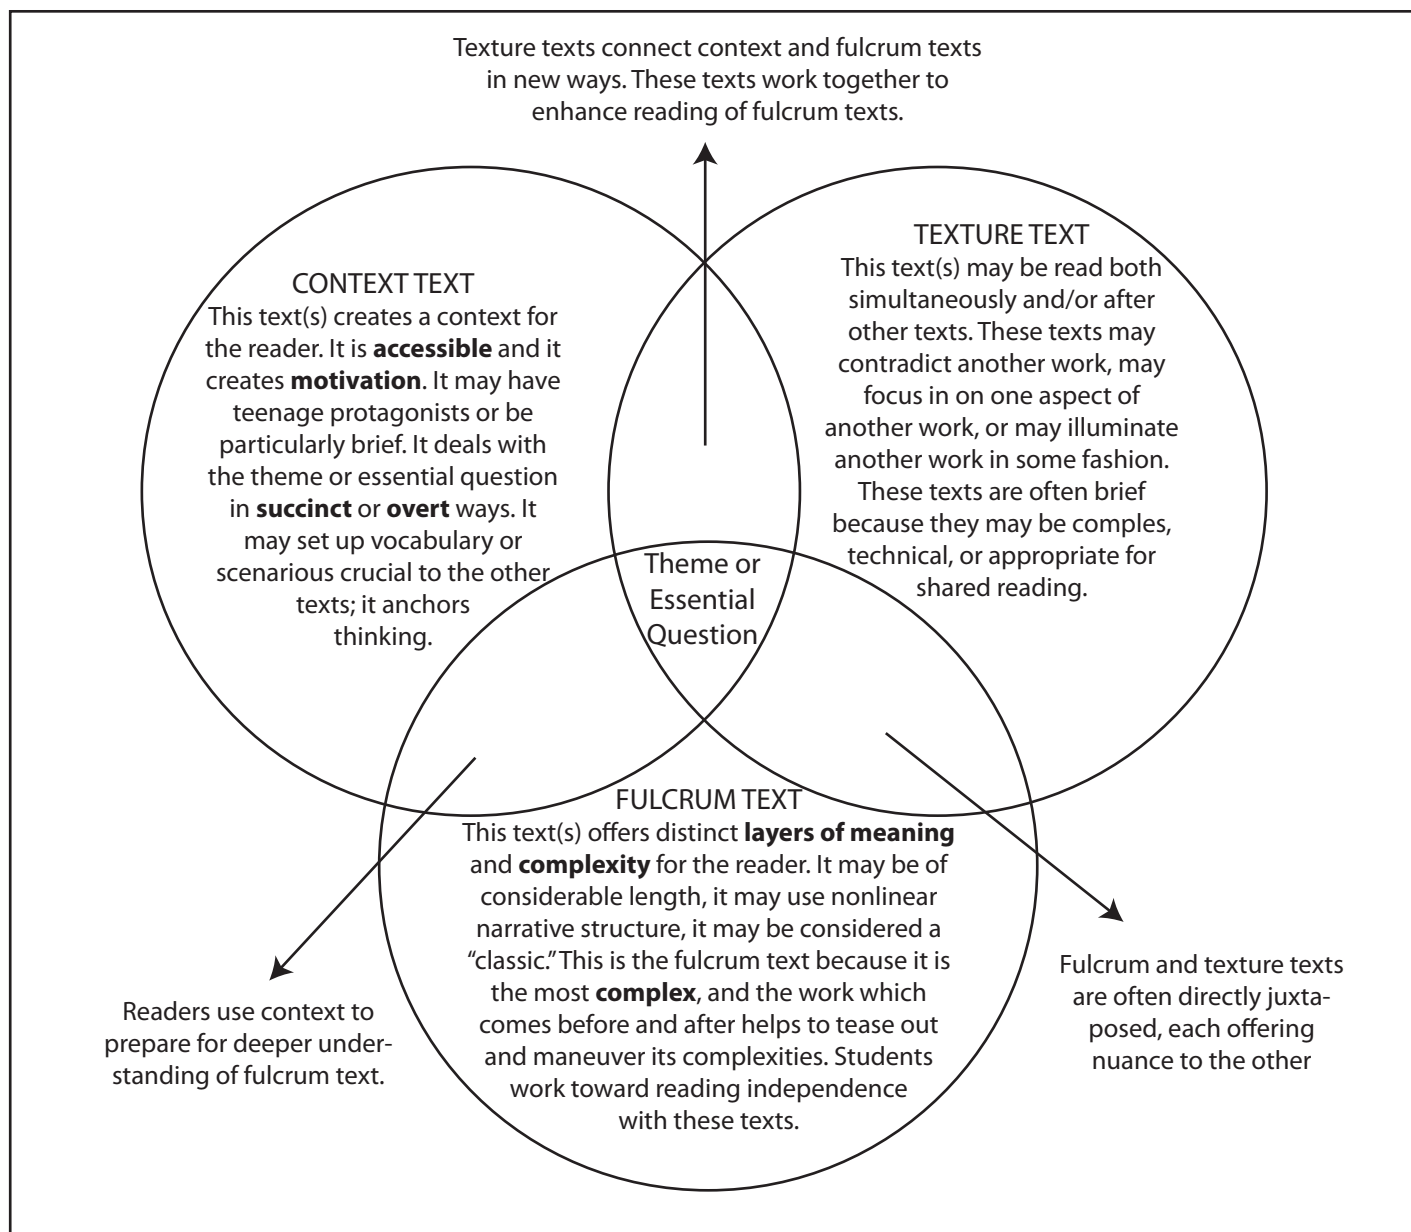 Texture texts connect context and fulcrum texts
in new ways. These texts work together to
enhance reading of fulcrum texts.
CONTEXT TEXT
This text(s) creates a context for
the reader. It is accessible and it
creates motivation. It may have
teenage protagonists or be
particularly brief. It deals with
the theme or essential question
in succinct or overt ways. It
may set up vocabulary or
scenarious crucial to the other
texts; it anchors
thinking.
TEXTURE TEXT
This text(s) may be read both
simultaneously and/or after
other texts. These texts may
contradict another work, may
focus in on one aspect of
another work, or may illuminate
another work in some fashion.
These texts are often brief
because they may be comples,
technical, or appropriate for
shared reading.
Theme or
Essential
Question
FULCRUM TEXT
This text(s) offers distinct layers of meaning
and complexity for the reader. It may be of
considerable length, it may use nonlinear
narrative structure, it may be considered a
“classic.” This is the fulcrum text because it is
the most complex, and the work which
comes before and after helps to tease out
and maneuver its complexities. Students
work toward reading independence
with these texts.
Readers use context to
prepare for deeper under-
standing of fulcrum text.
Fulcrum and texture texts
are often directly juxta-
posed, each offering
nuance to the other